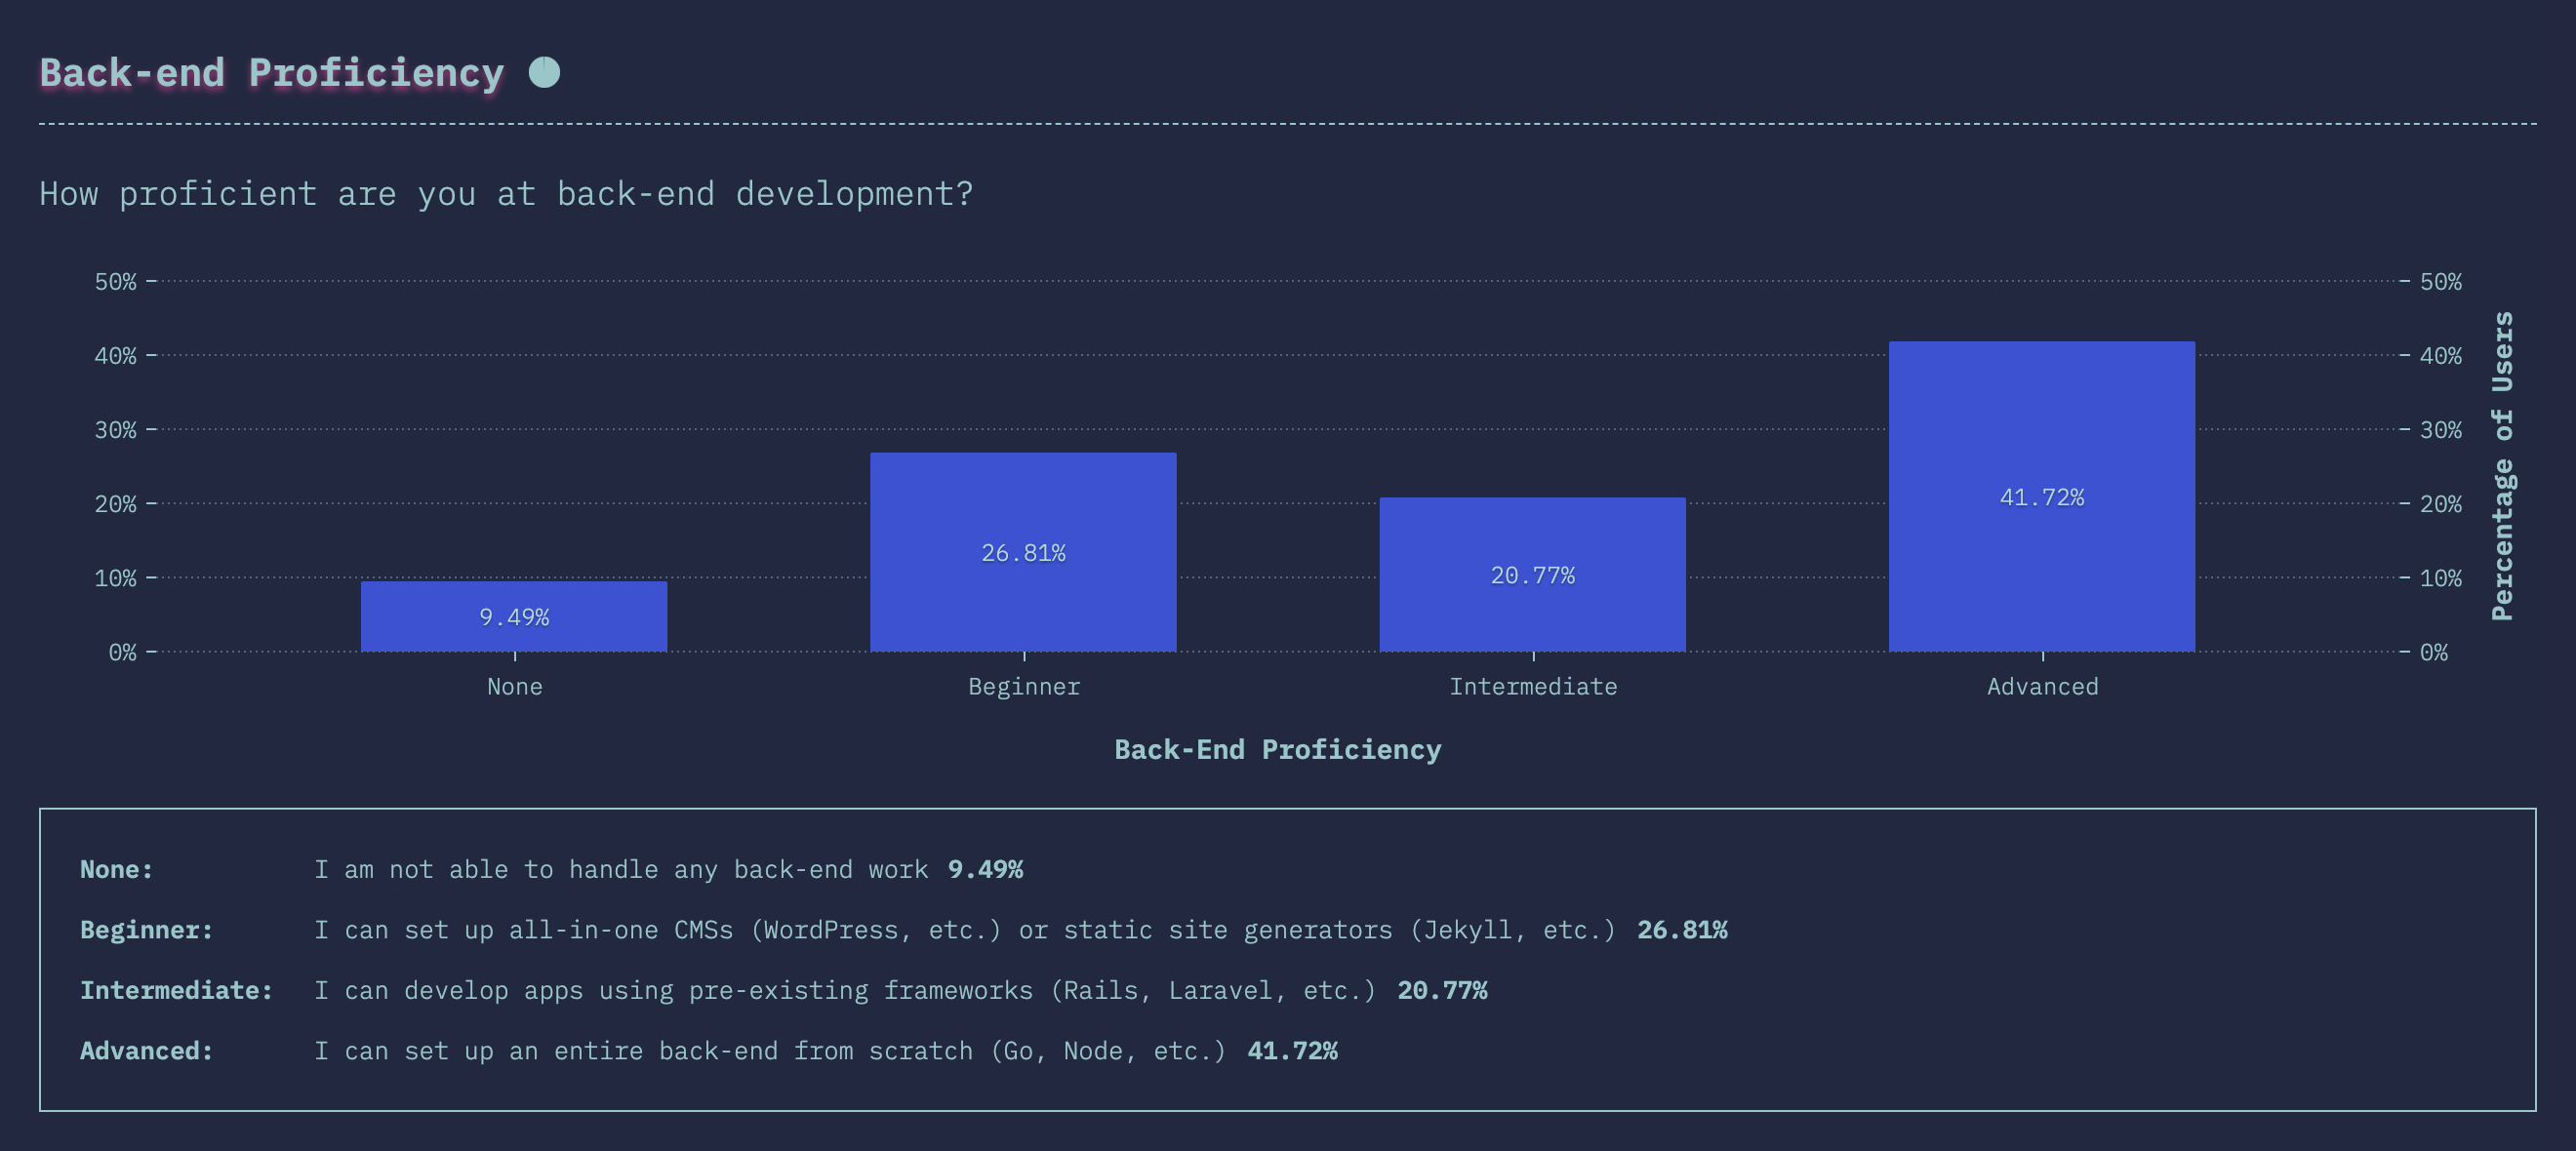 Back-end Proficiency
How proficient are you at back-end development?
50%
40%
30%
20%
10%
0%
9.49%
26.81%
20.77%
41.72%
50%
40%
30%
20%
10%
0%
Percentage of Users
None
Beginner
Intermediate
Advanced
Back-End Proficiency
None: I am not able to handle any back-end work 9.49%
Beginner: I can set up all-in-one CMSs (WordPress, etc.) or static site generators (Jekyll, etc.) 26.81%
Intermediate: I can develop apps using pre-existing frameworks (Rails, Laravel, etc.) 20.77%
Advanced: I can set up an entire back-end from scratch (Go, Node, etc.) 41.72%